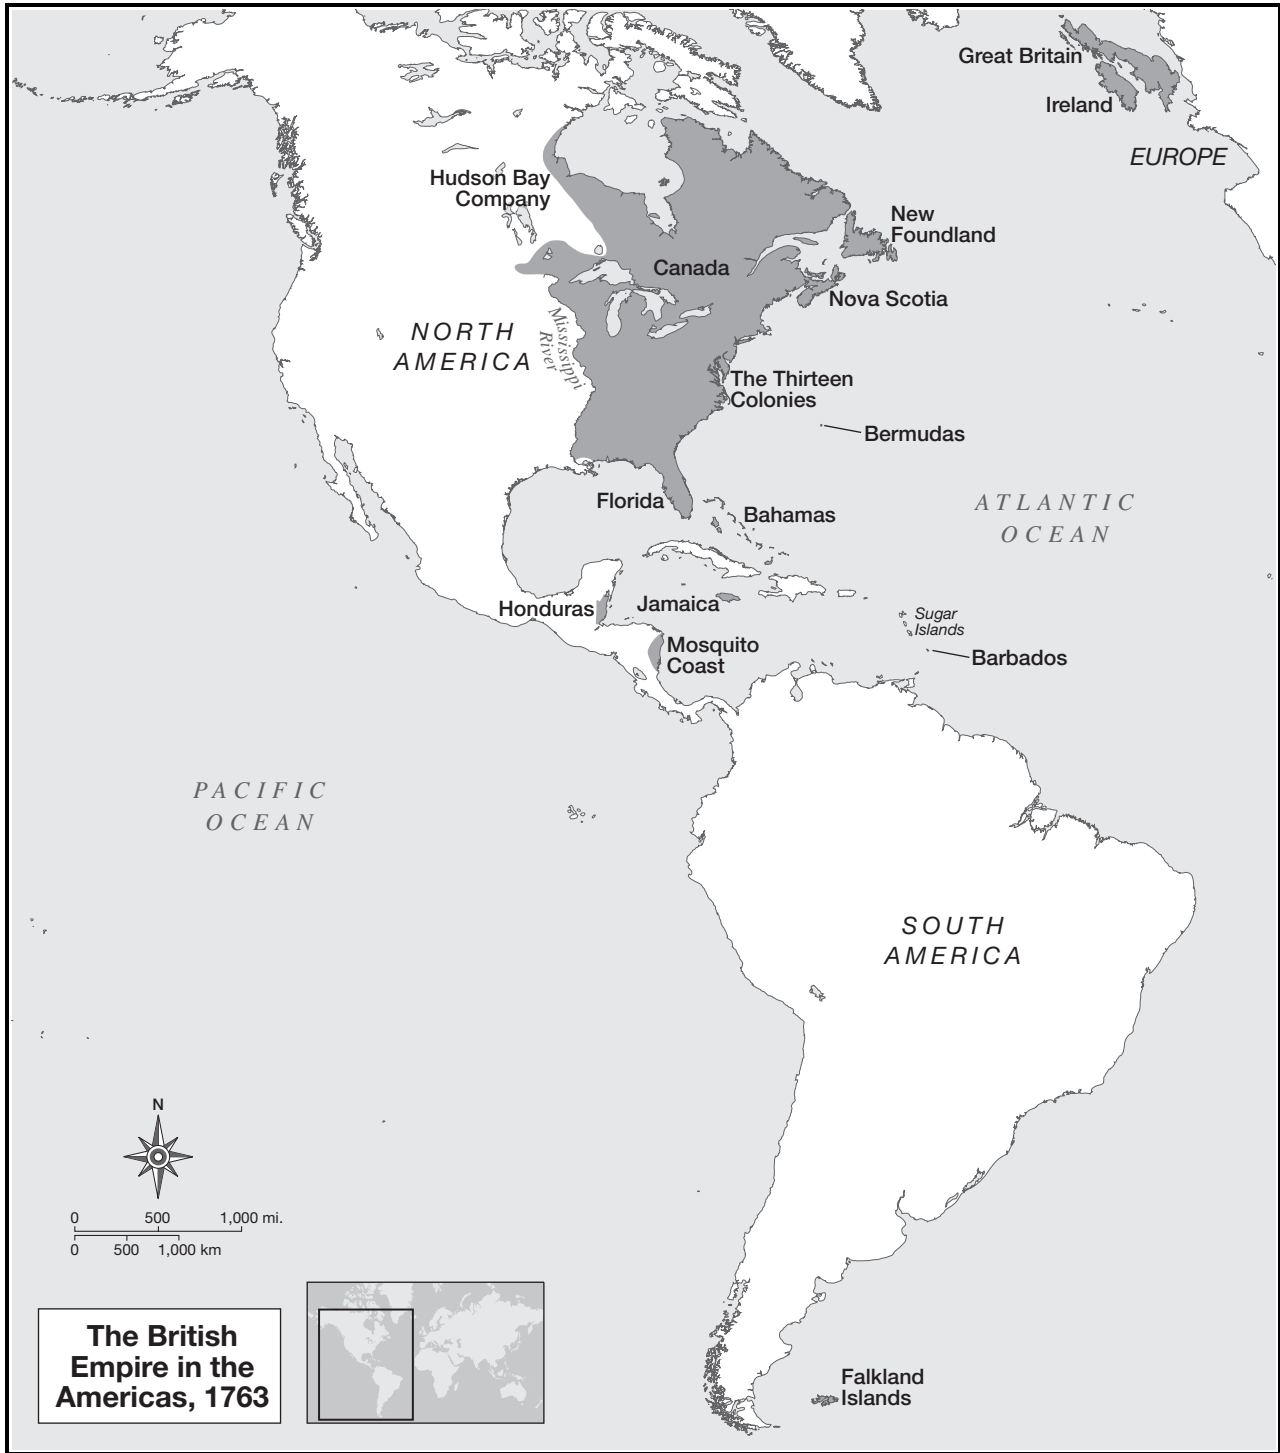 Great Britain
Ireland
EUROPE
Hudson Bay
Company
New
Foundland
Canada
Nova Scotia
NORTH
AMERICA
Mississippi
River
The Thirteen
Colonies
Bermudas
ATLANTIC
OCEAN
Florida
Bahamas
Honduras
Jamaica
Sugar
Islands
Mosquito
Coast
Barbados
PACIFIC
OCEAN
SOUTH
AMERICA
N
0 500 1,000 mi.
0 500 1,000 km
The British
Empire in the
Americas, 1763
Falkland
Islands